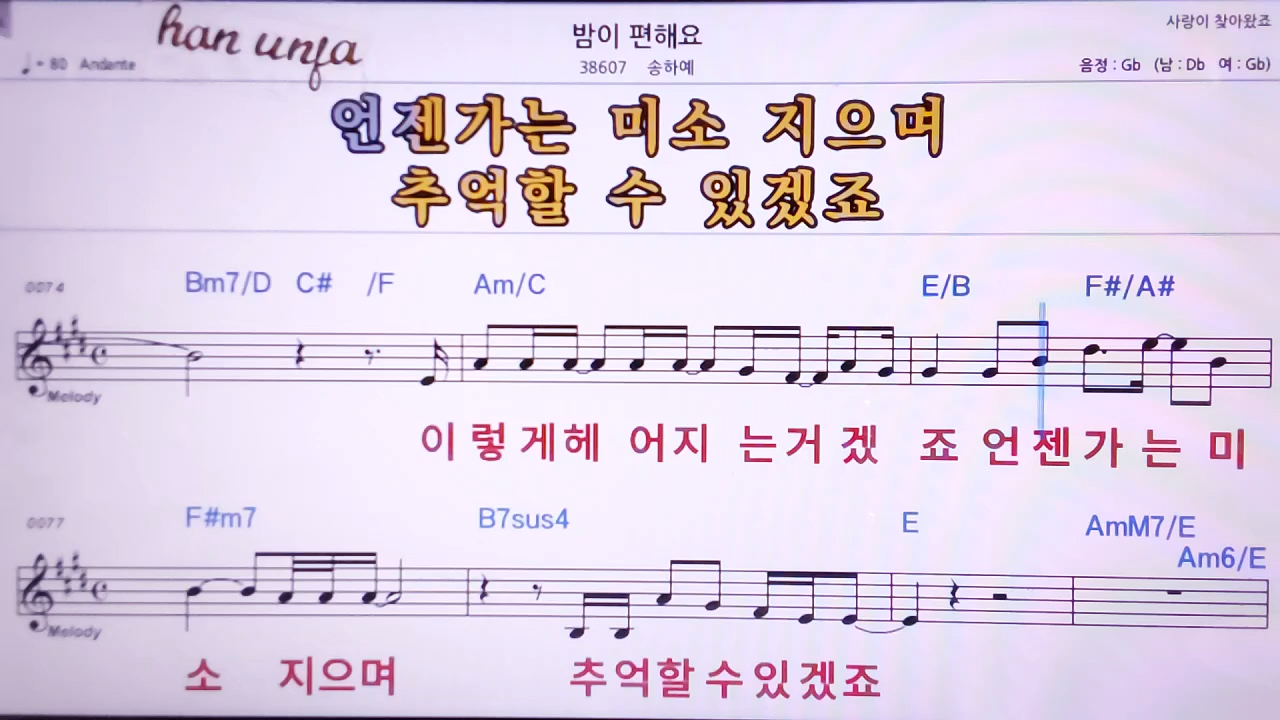 han unja
밤이 편해요
사랑이 찾아왔죠
♩= 80 Andante
38607 송하예
음정 : Gb (남 : Db 여 : Gb)
언젠가는 미소 지으며
추억할 수 있겠죠
0074 Bm7/D C# /F Am/C E/B F#/A#
Melody
이 렇 게헤 어지 는거 겠 죠 언젠가 는 미
0077 F#m7 B7sus4 E AmM7/E
Am6/E
Melody
소 지으며 추억할수있겠죠